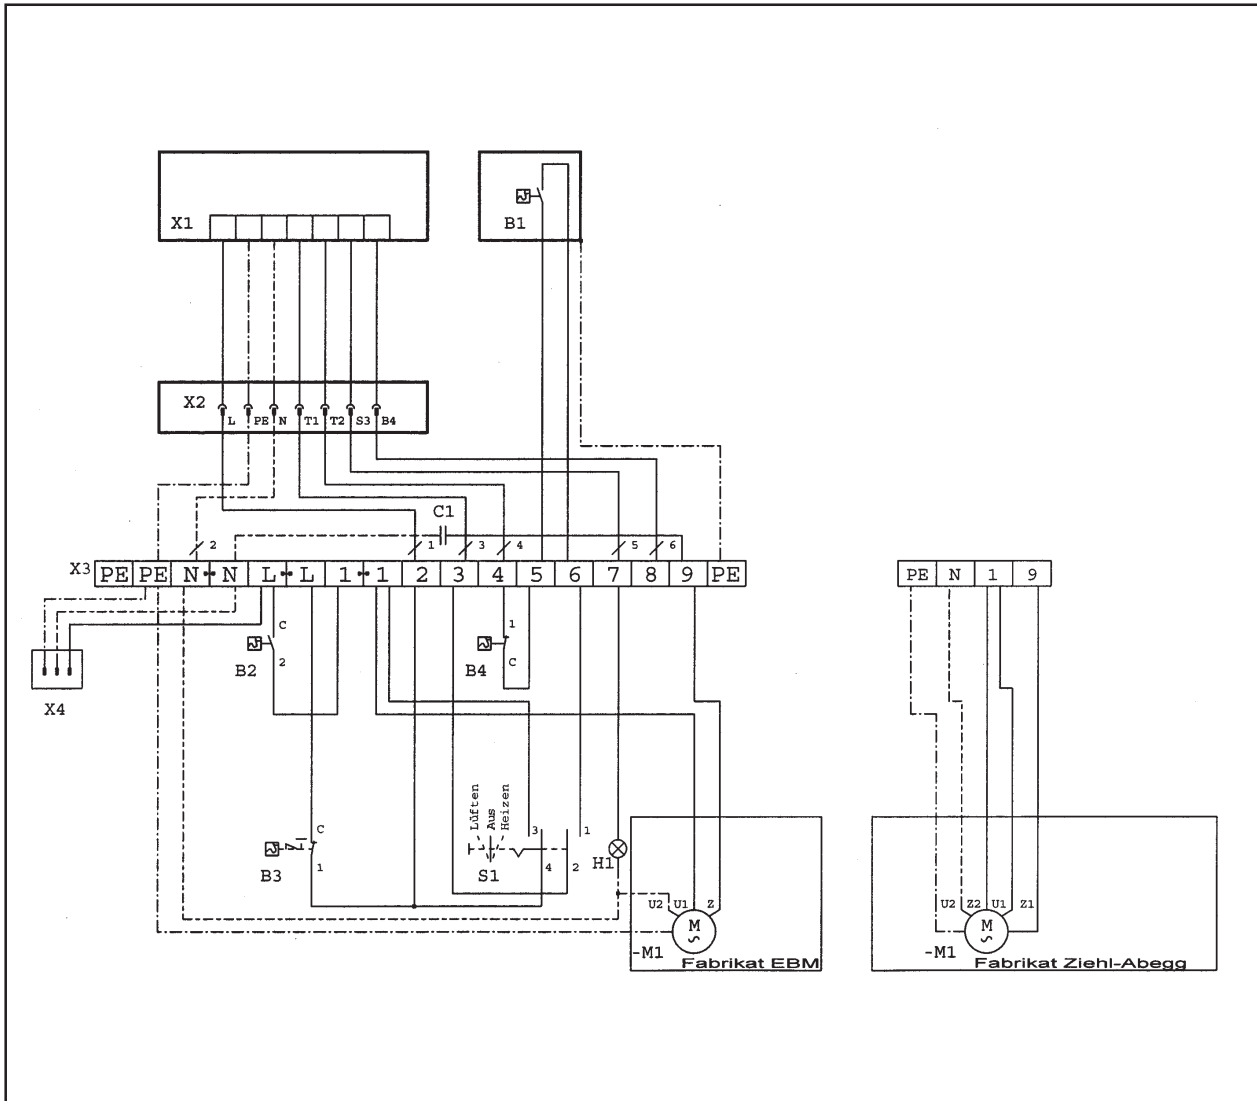 X1
B1
X2
L PE N T1 T2 S3 B4
C1
2 1 3 4 5 6
X3 PE PE N N L L 1 1 2 3 4 5 6 7 8 9 PE
PE N 1 9
C
B2
2
1
B4
C
X4
Lüften
Aus
Heizen
C
B3
1
3 1
4 2
S1
H1
U2 U1 Z
M
-M1
Fabrikat EBM
U2 Z2 U1 Z1
M
-M1
Fabrikat Ziehl-Abegg